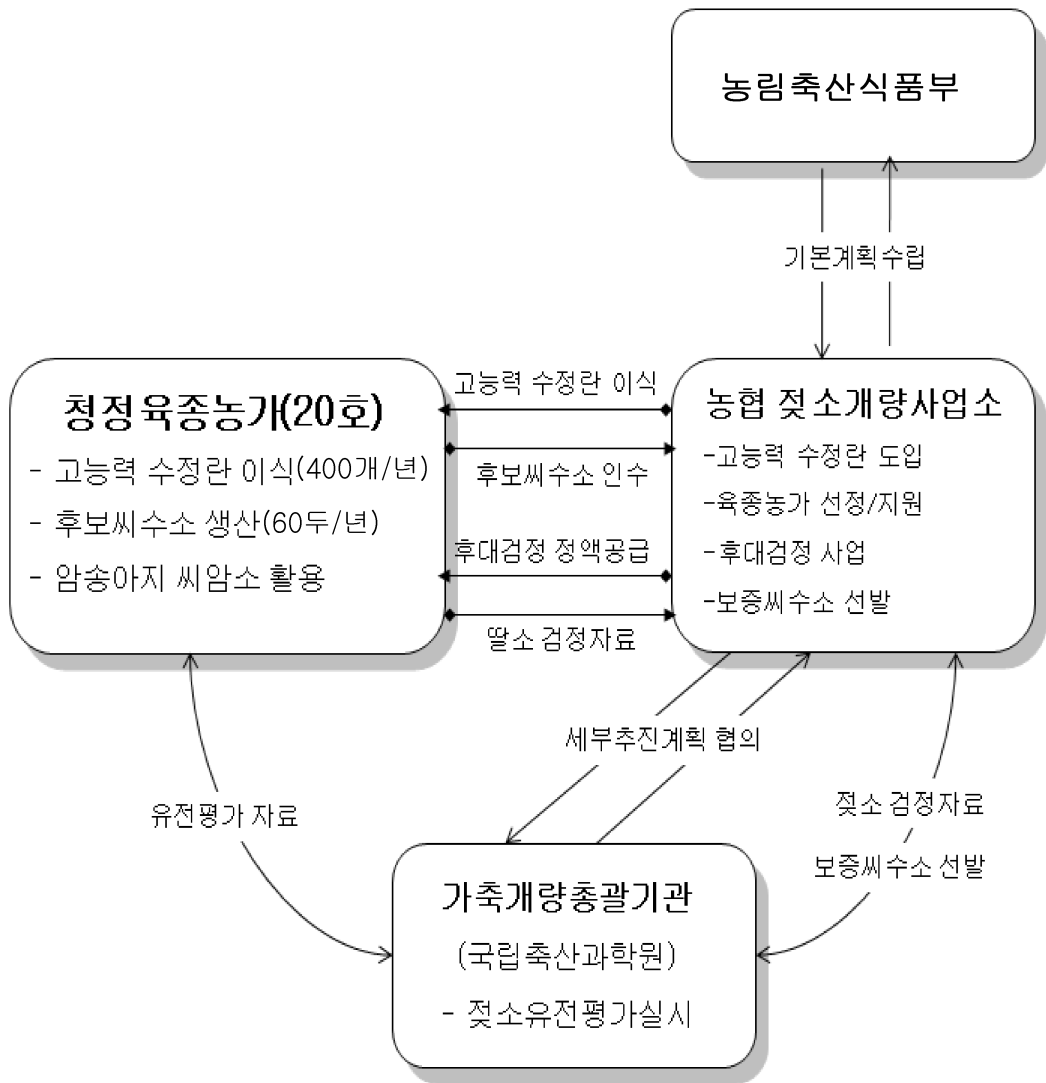 농림축산식품부
기본계획수립
청정육종농가(20호)
- 고능력 수정란 이식(400개/년)
- 후보씨수소 생산(60두/년)
- 암송아지 씨암소 활용
고능력 수정란 이식
후보씨수소 인수
후대검정 정액공급
딸소 검정자료
농협 젖소개량사업소
-고능력 수정란 도입
-육종농가 선정/지원
-후대검정 사업
-보증씨수소 선발
세부추진계획 협의
유전평가 자료
젖소 검정자료
보증씨수소 선발
가축개량총괄기관
(국립축산과학원)
- 젖소유전평가실시